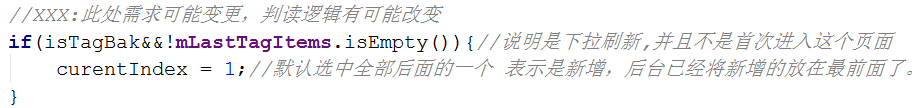 //XXX:此处需求可能变更，判读逻辑有可能改变
if(isTagBak&&!mLastTagItems.isEmpty()){//说明是下拉刷新,并且不是首次进入这个页面
    curentIndex = 1;//默认选中全部后面的一个 表示是新增，后台已经将新增的放在最前面了。
}